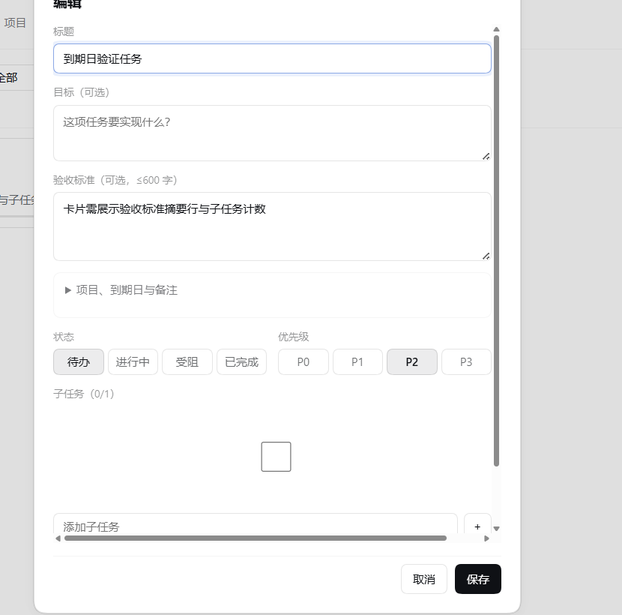 编辑
项目
标题
到期日验证任务
全部
目标（可选）
这项任务要实现什么？
验收标准（可选，≤600 字）
与子任务
卡片需展示验收标准摘要行与子任务计数
▶ 项目、到期日与备注
状态 优先级
待办 进行中 受阻 已完成 P0 P1 P2 P3
子任务（0/1）
添加子任务 +
取消 保存